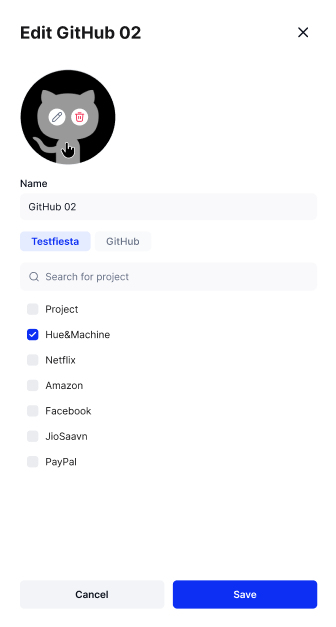 Edit GitHub 02
Name
GitHub 02
Testfiesta GitHub
Search for project
Project
Hue&Machine
Netflix
Amazon
Facebook
JioSaavn
PayPal
Cancel Save